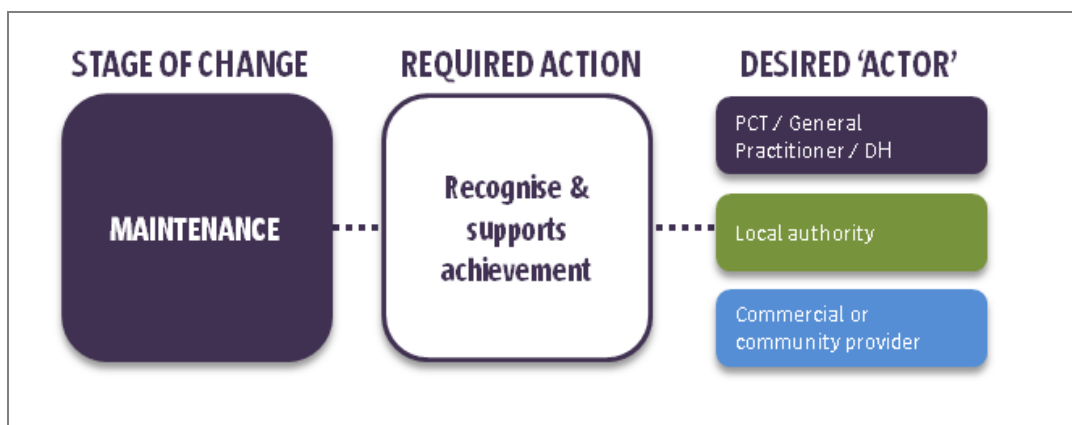 STAGE OF CHANGE
REQUIRED ACTION
DESIRED ‘ACTOR’
MAINTENANCE
Recognise &
supports
achievement
PCT / General
Practitioner / DH
Local authority
Commercial or
community provider